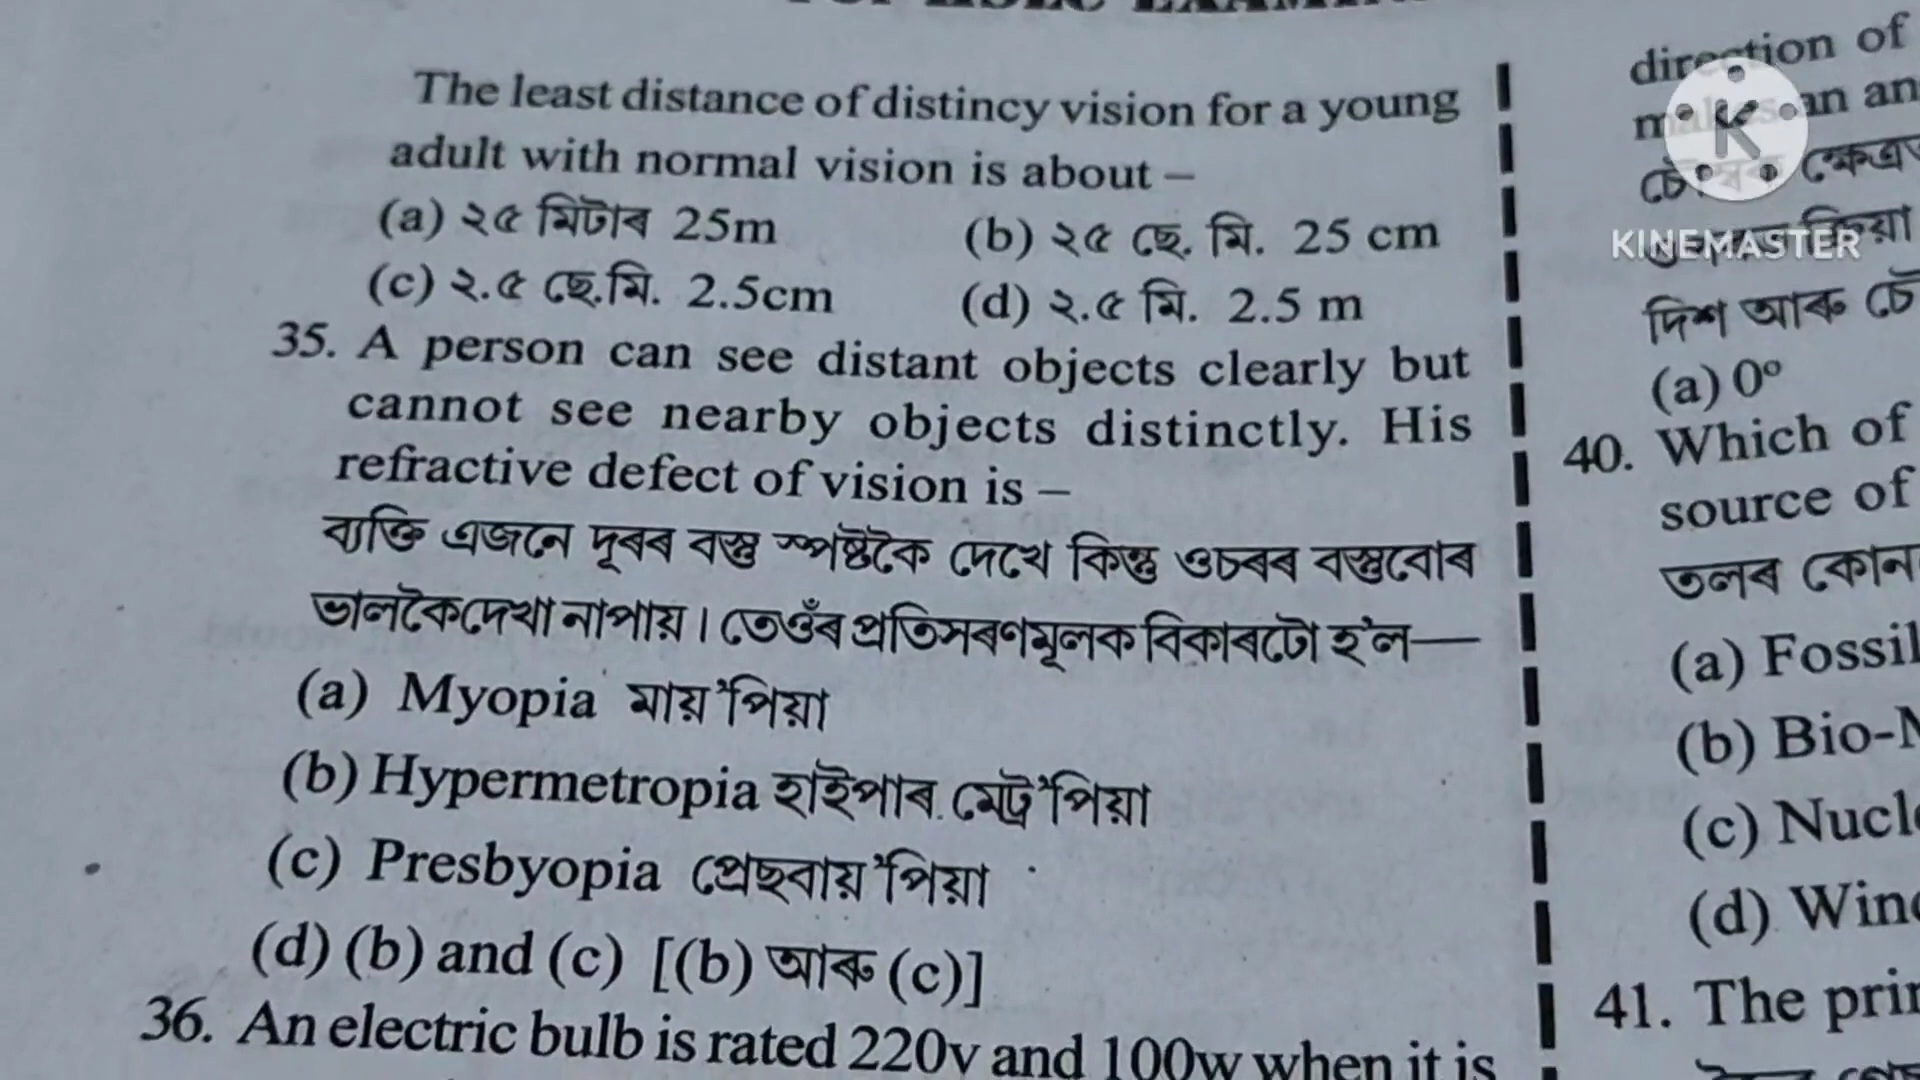 The least distance of distincy vision for a young
adult with normal vision is about –
(a) ২৫ মিটাৰ 25m
(b) ২৫ ছে. মি. 25 cm
(c) ২.৫ ছে.মি. 2.5cm
(d) ২.৫ মি. 2.5 m
35. A person can see distant objects clearly but
cannot see nearby objects distinctly. His
refractive defect of vision is –
ব্যক্তি এজনে দূৰৰ বস্তু স্পষ্টকৈ দেখে কিন্তু ওচৰৰ বস্তুবোৰ
ভালকৈদেখা নাপায়। তেওঁৰ প্ৰতিসৰণমূলক বিকাৰটো হ'ল—
(a) Myopia মায়'পিয়া
(b) Hypermetropia হাইপাৰ মেট্ৰ'পিয়া
(c) Presbyopia প্ৰেছবায়'পিয়া
(d) (b) and (c) [(b) আৰু (c)]
36. An electric bulb is rated 220v and 100w when it is
direction of
an an
দিশ আৰু চৌ
(a) 0°
40. Which of
source of
তলৰ কোন
(a) Fossil
(b) Bio-
(c) Nucl
(d) Win
41. The prin
KINEMASTER